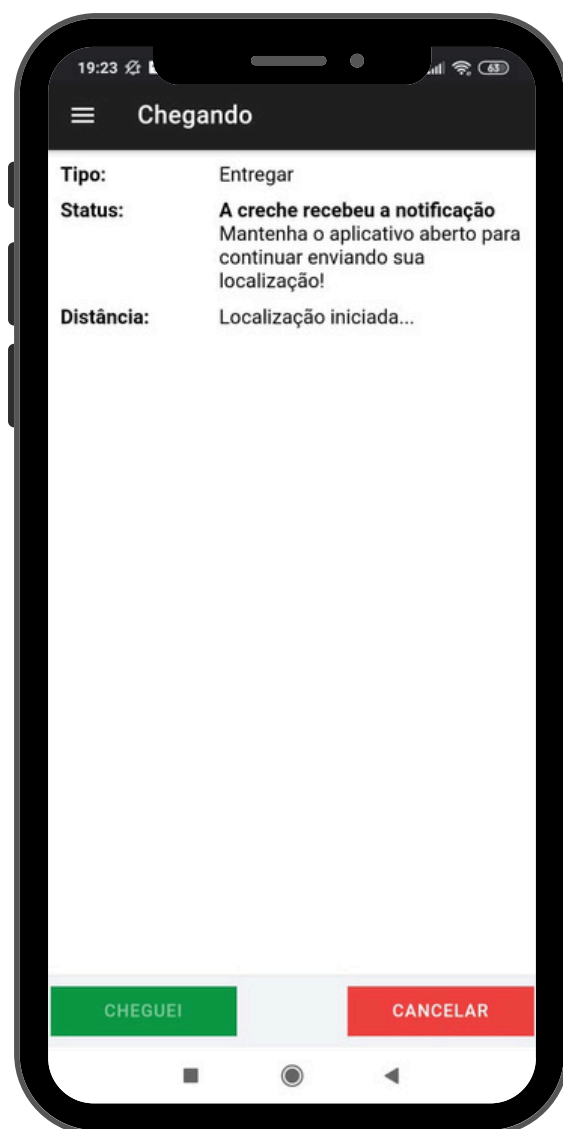 19:23
63
Chegando
Tipo: Entregar
Status: A creche recebeu a notificação
Mantenha o aplicativo aberto para
continuar enviando sua
localização!
Distância: Localização iniciada...
CHEGUEI CANCELAR